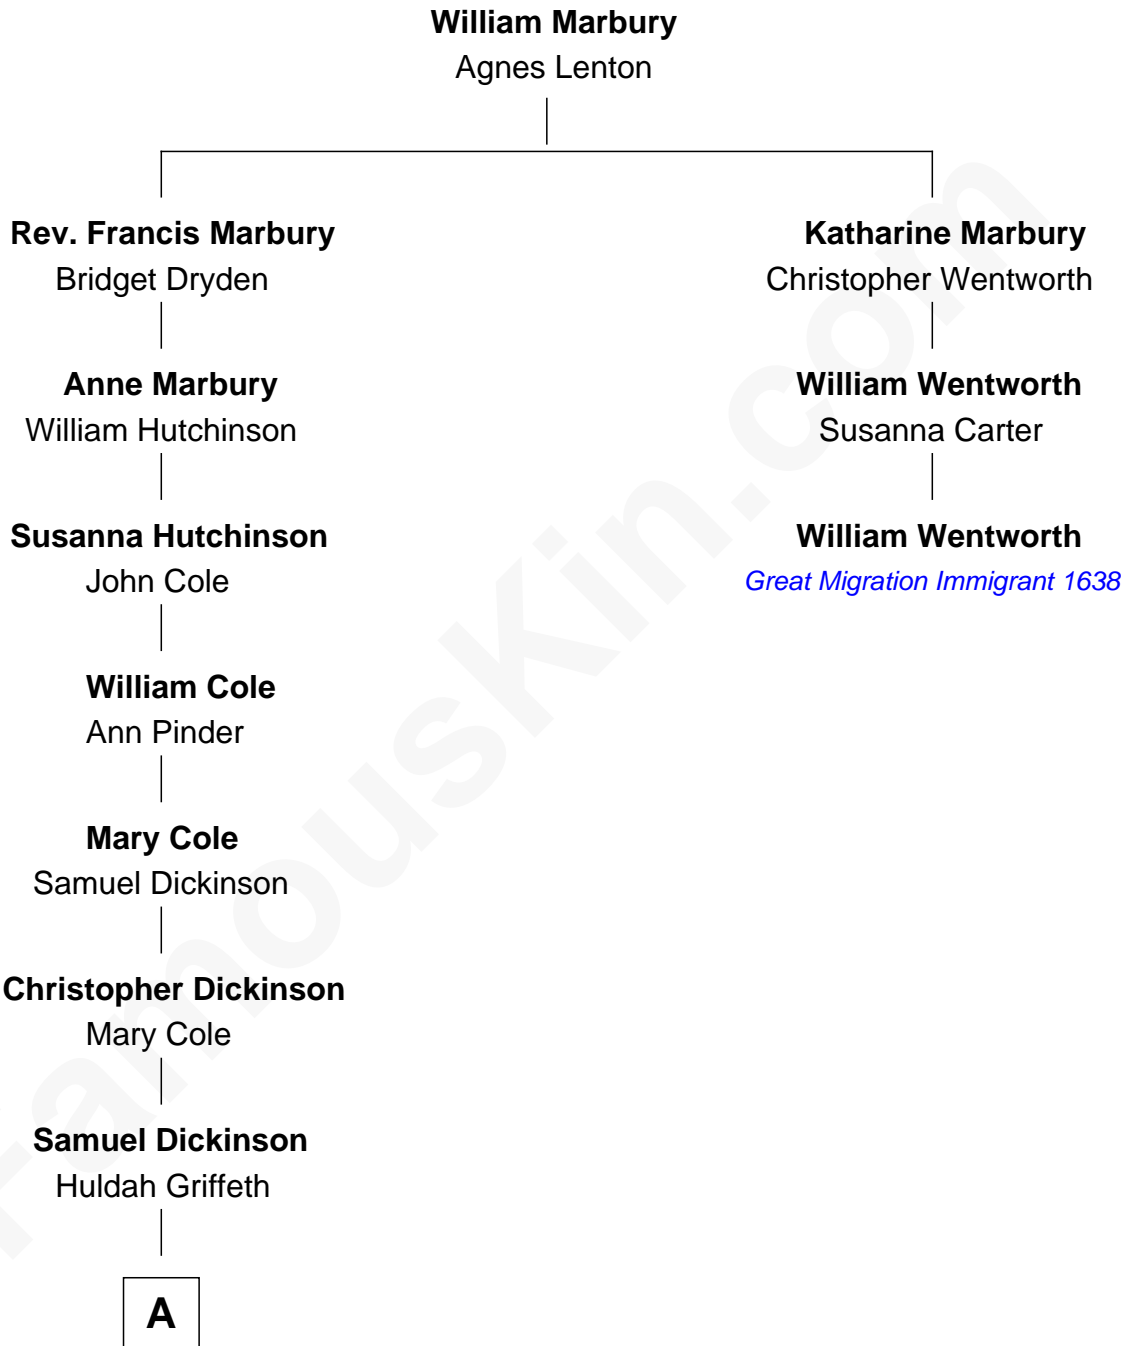 William Marbury
Agnes Lenton
Rev. Francis Marbury
Bridget Dryden
Katharine Marbury
Christopher Wentworth
Anne Marbury
William Hutchinson
William Wentworth
Susanna Carter
Susanna Hutchinson
John Cole
William Wentworth
Great Migration Immigrant 1638
William Cole
Ann Pinder
Mary Cole
Samuel Dickinson
Christopher Dickinson
Mary Cole
Samuel Dickinson
Huldah Griffeth
A
FamousKin.com